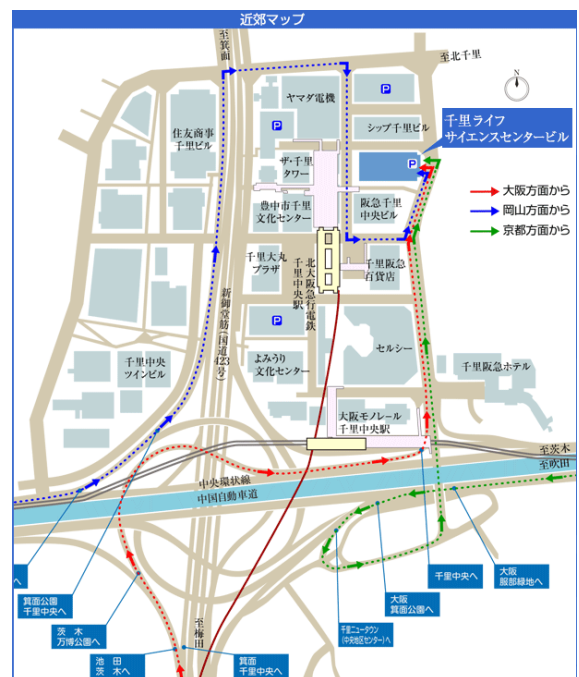 近郊マップ
至箕面
至北千里
N
ヤマダ電機
P
P
住友商事
千里ビル
シップ千里ビル
千里ライフ
サイエンスセンタービル
ザ・千里
タワー
P
大阪方面から
岡山方面から
京都方面から
豊中市千里
文化センター
阪急千里
中央ビル
千里大丸
プラザ
北大阪急行電鉄
千里中央駅
千里阪急
百貨店
新御堂筋(国道423号)
P
セルシー
千里中央
ツインビル
よみうり
文化センター
千里阪急ホテル
大阪モノレール
千里中央駅
至茨木
至吹田
中央環状線
中国自動車道
へ
箕面公園
千里中央へ
茨 木
万博公園へ
池 田
茨 木へ
至梅田
箕面
千里中央へ
千里ニュータウン
(中央地区センター)へ
大阪
箕面公園へ
千里中央へ
大阪
服部緑地へ